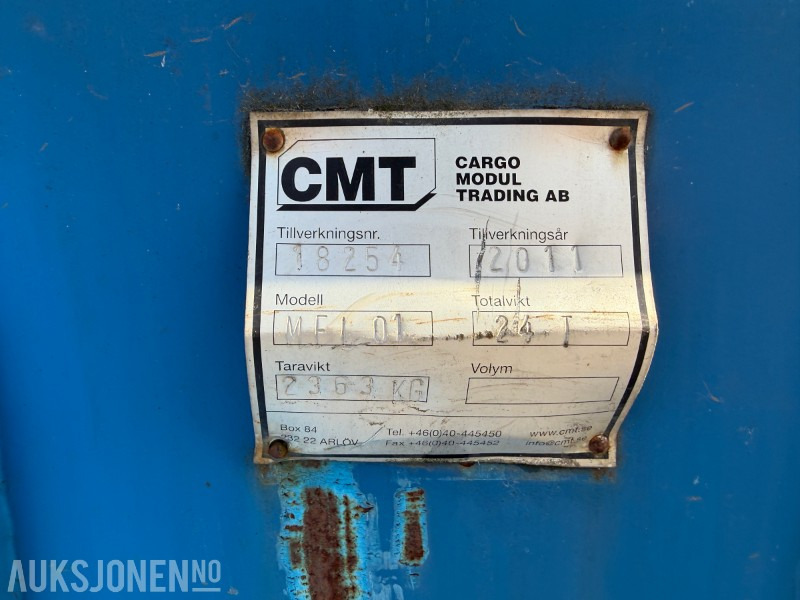 CMT
CARGO
MODUL
TRADING AB
Tillverkningsnr.
18254
Tillverkningsår
2011
Modell
MFL 01
Totalvikt
24 T
Taravikt
2363 KG
Volym
Box 84
232 22 ARLÖV
Tel. +46(0)40-445450
Fax +46(0)40-445452
www.cmt.se
info@cmt.se
AUKSJONEN.NO